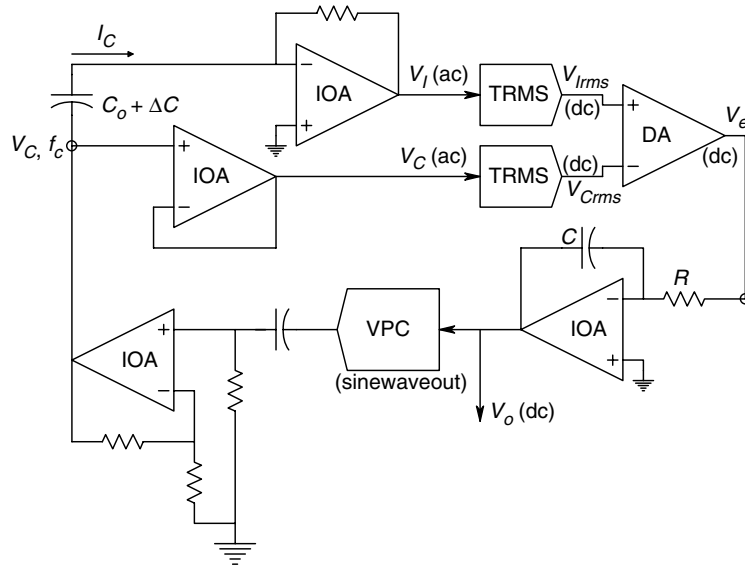 I_C
C_o + ΔC
−
+
IOA
V_I (ac)
TRMS
V_Irms
(dc)
+
−
DA
V_e
(dc)
V_C, f_c
+
−
IOA
V_C (ac)
TRMS
(dc)
V_Crms
C
R
−
+
IOA
VPC
(sinewaveout)
V_o (dc)
+
−
IOA